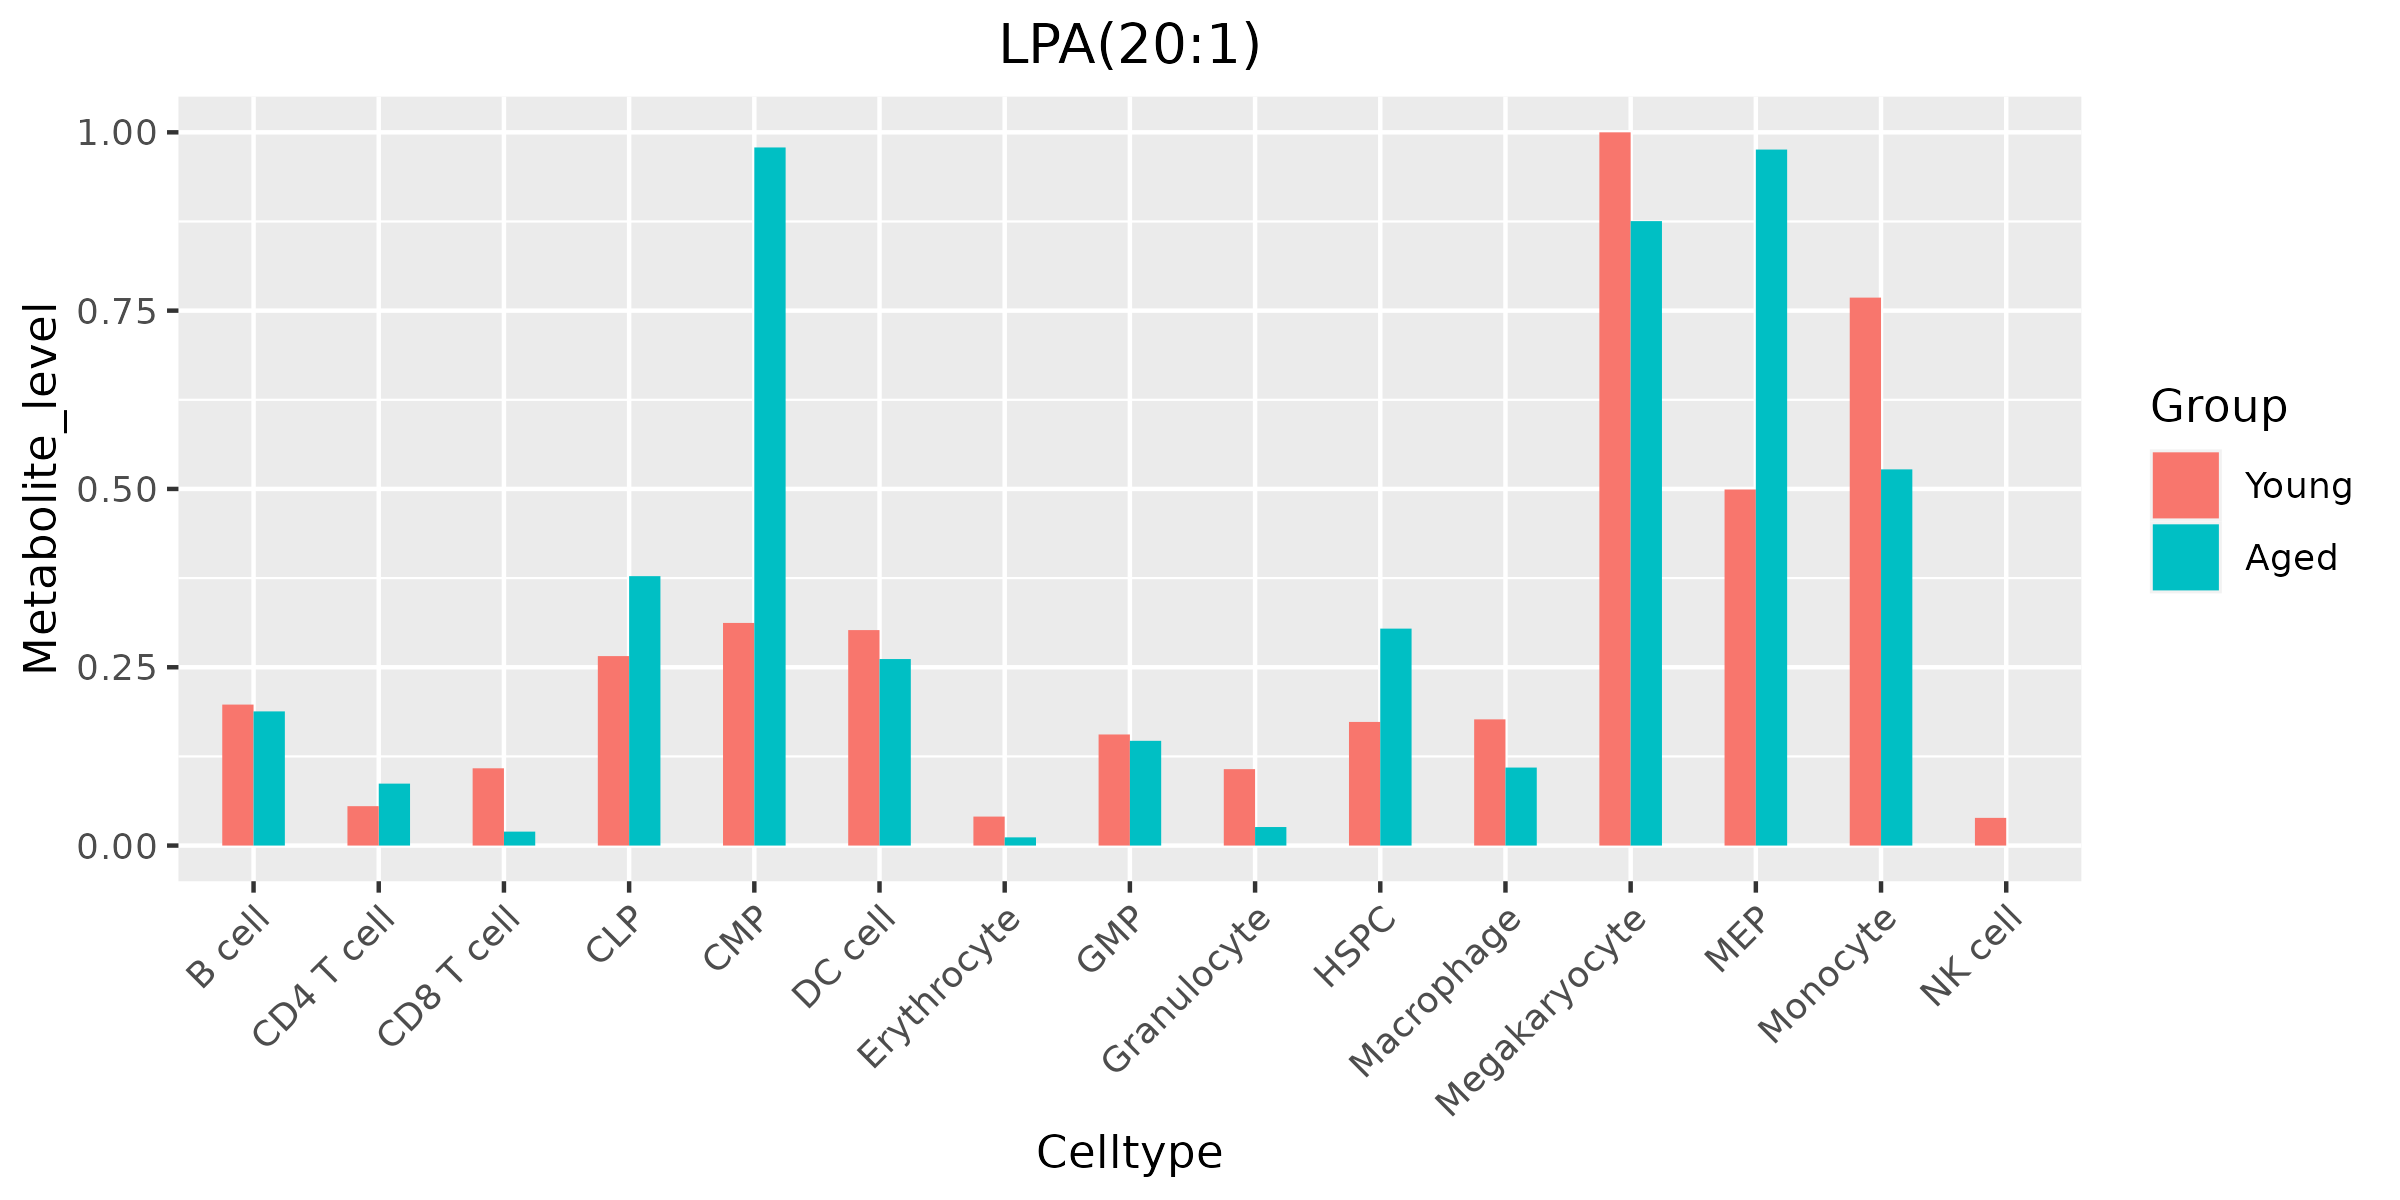 LPA(20:1)
Metabolite_level
1.00
0.75
0.50
0.25
0.00
B cell
CD4 T cell
CD8 T cell
CLP
CMP
DC cell
Erythrocyte
GMP
Granulocyte
HSPC
Macrophage
Megakaryocyte
MEP
Monocyte
NK cell
Celltype
Group
Young
Aged